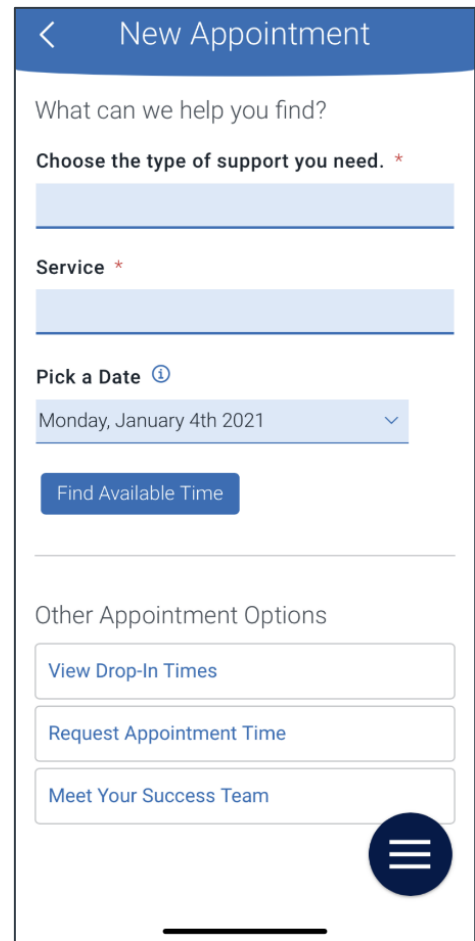 New Appointment
What can we help you find?
Choose the type of support you need. *
Service *
Pick a Date
Monday, January 4th 2021
Find Available Time
Other Appointment Options
View Drop-In Times
Request Appointment Time
Meet Your Success Team